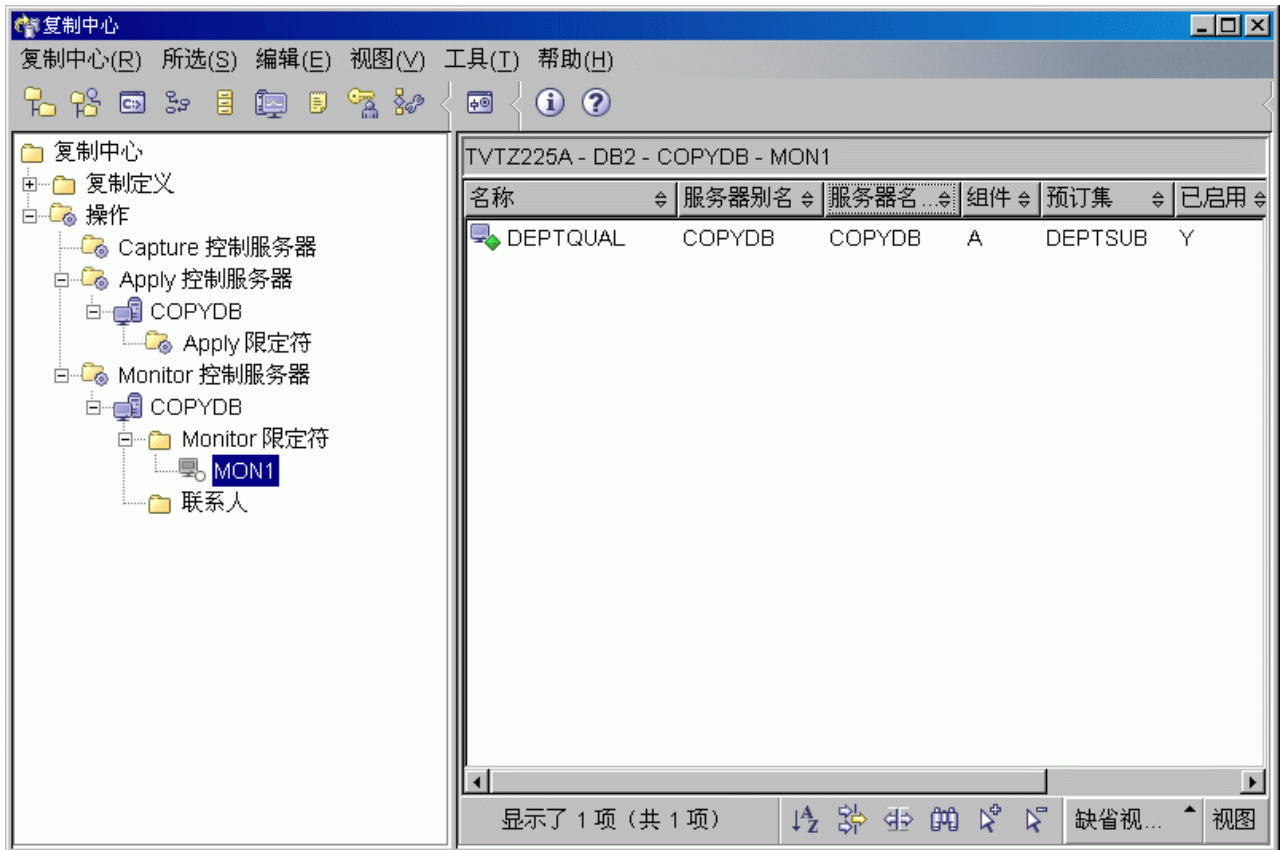 复制中心
复制中心(R) 所选(S) 编辑(E) 视图(V) 工具(T) 帮助(H)
复制中心
复制定义
操作
Capture 控制服务器
Apply 控制服务器
COPYDB
Apply 限定符
Monitor 控制服务器
COPYDB
Monitor 限定符
MON1
联系人
TVTZ225A - DB2 - COPYDB - MON1
名称 服务器别名 服务器名... 组件 预订集 已启用
DEPTQUAL COPYDB COPYDB A DEPTSUB Y
显示了 1 项（共 1 项） 缺省视... 视图